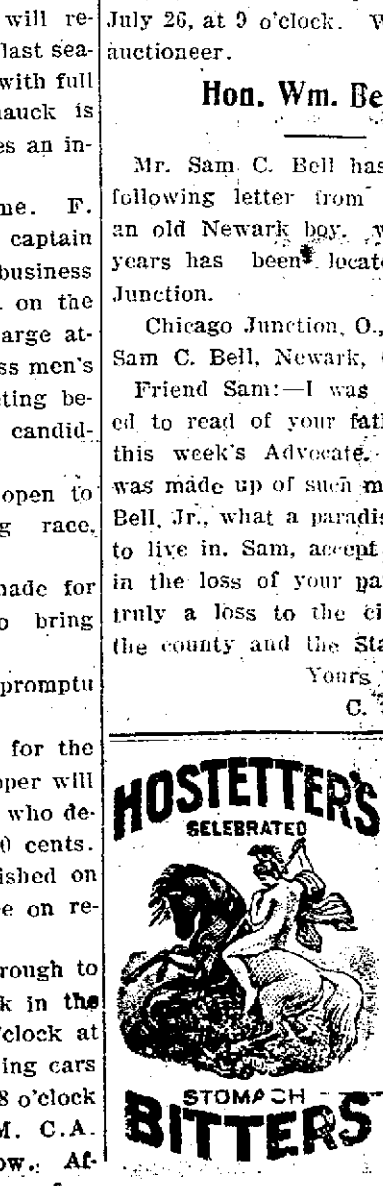 will re-
last sea-
with full
hauck is
es an in-
me. F.
captain
business
on the
arge at-
ss men's
ting be-
candid-
open to
g race,
made for
o bring
promptu
for the
pper will
who de-
0 cents.
ished on
e on re-
rough to
k in the
'clock at
ing cars
8 o'clock
M. C.A.
ow. Af-
July 26, at 9 o'clock.
auctioneer.
Hon. Wm. Be
Mr. Sam C. Bell has
following letter from
an old Newark boy.
years has been locate
Junction.
Chicago Junction, O.,
Sam C. Bell, Newark,
Friend Sam:—I was
ed to read of your fat
this week's Advocate.
was made up of such m
Bell, Jr., what a paradis
to live in. Sam, accept
in the loss of your pa
truly a loss to the ci
the county and the Sta
Yours
C.
HOSTETTER'S
CELEBRATED
STOMACH
BITTERS